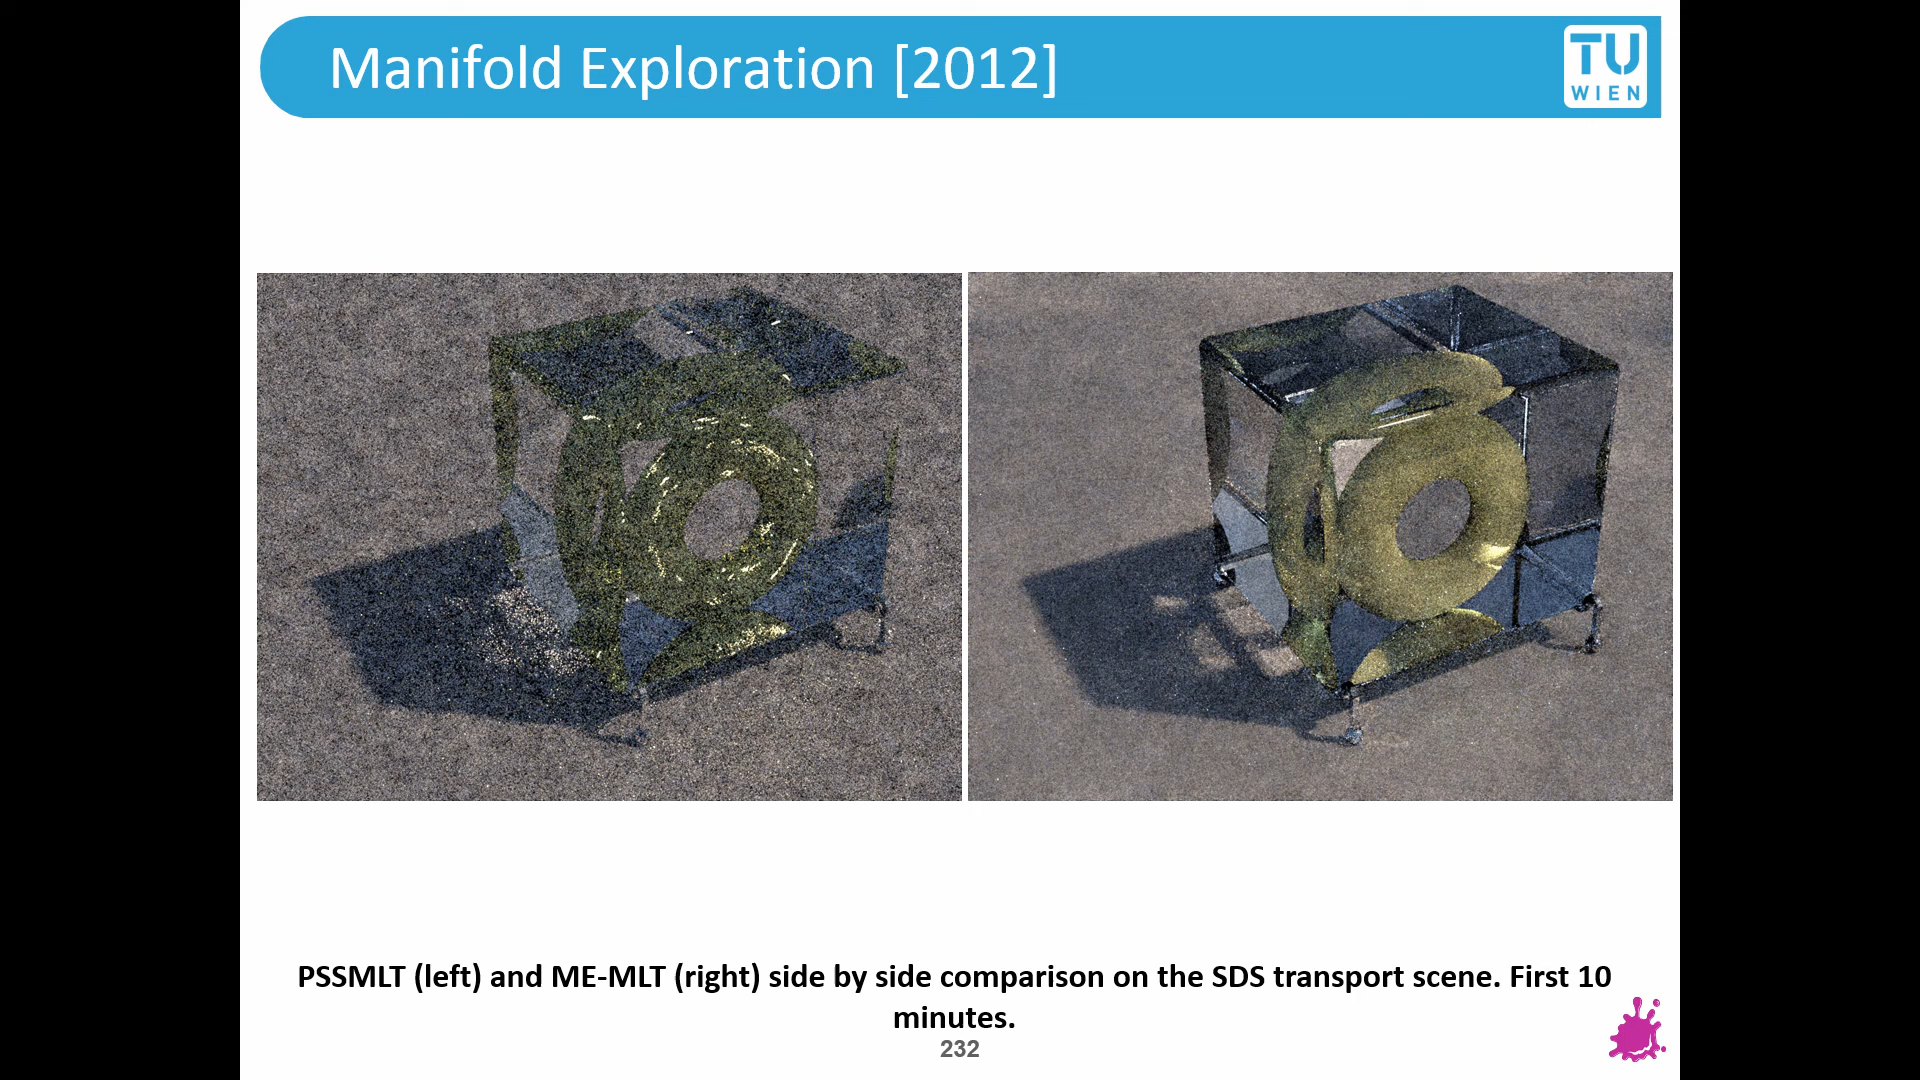 Manifold Exploration [2012]
TU
WIEN
PSSMLT (left) and ME-MLT (right) side by side comparison on the SDS transport scene. First 10
minutes.
232